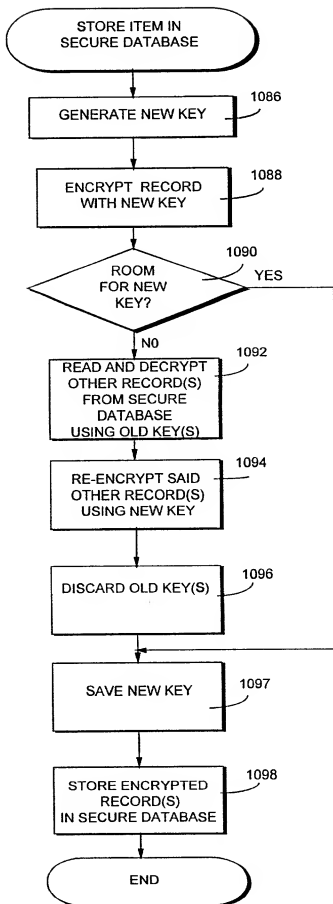 STORE ITEM IN
SECURE DATABASE
1086
GENERATE NEW KEY
1088
ENCRYPT RECORD
WITH NEW KEY
1090
ROOM
FOR NEW
KEY?
YES
NO
1092
READ AND DECRYPT
OTHER RECORD(S)
FROM SECURE
DATABASE
USING OLD KEY(S)
1094
RE-ENCRYPT SAID
OTHER RECORD(S)
USING NEW KEY
1096
DISCARD OLD KEY(S)
SAVE NEW KEY
1097
1098
STORE ENCRYPTED
RECORD(S)
IN SECURE DATABASE
END